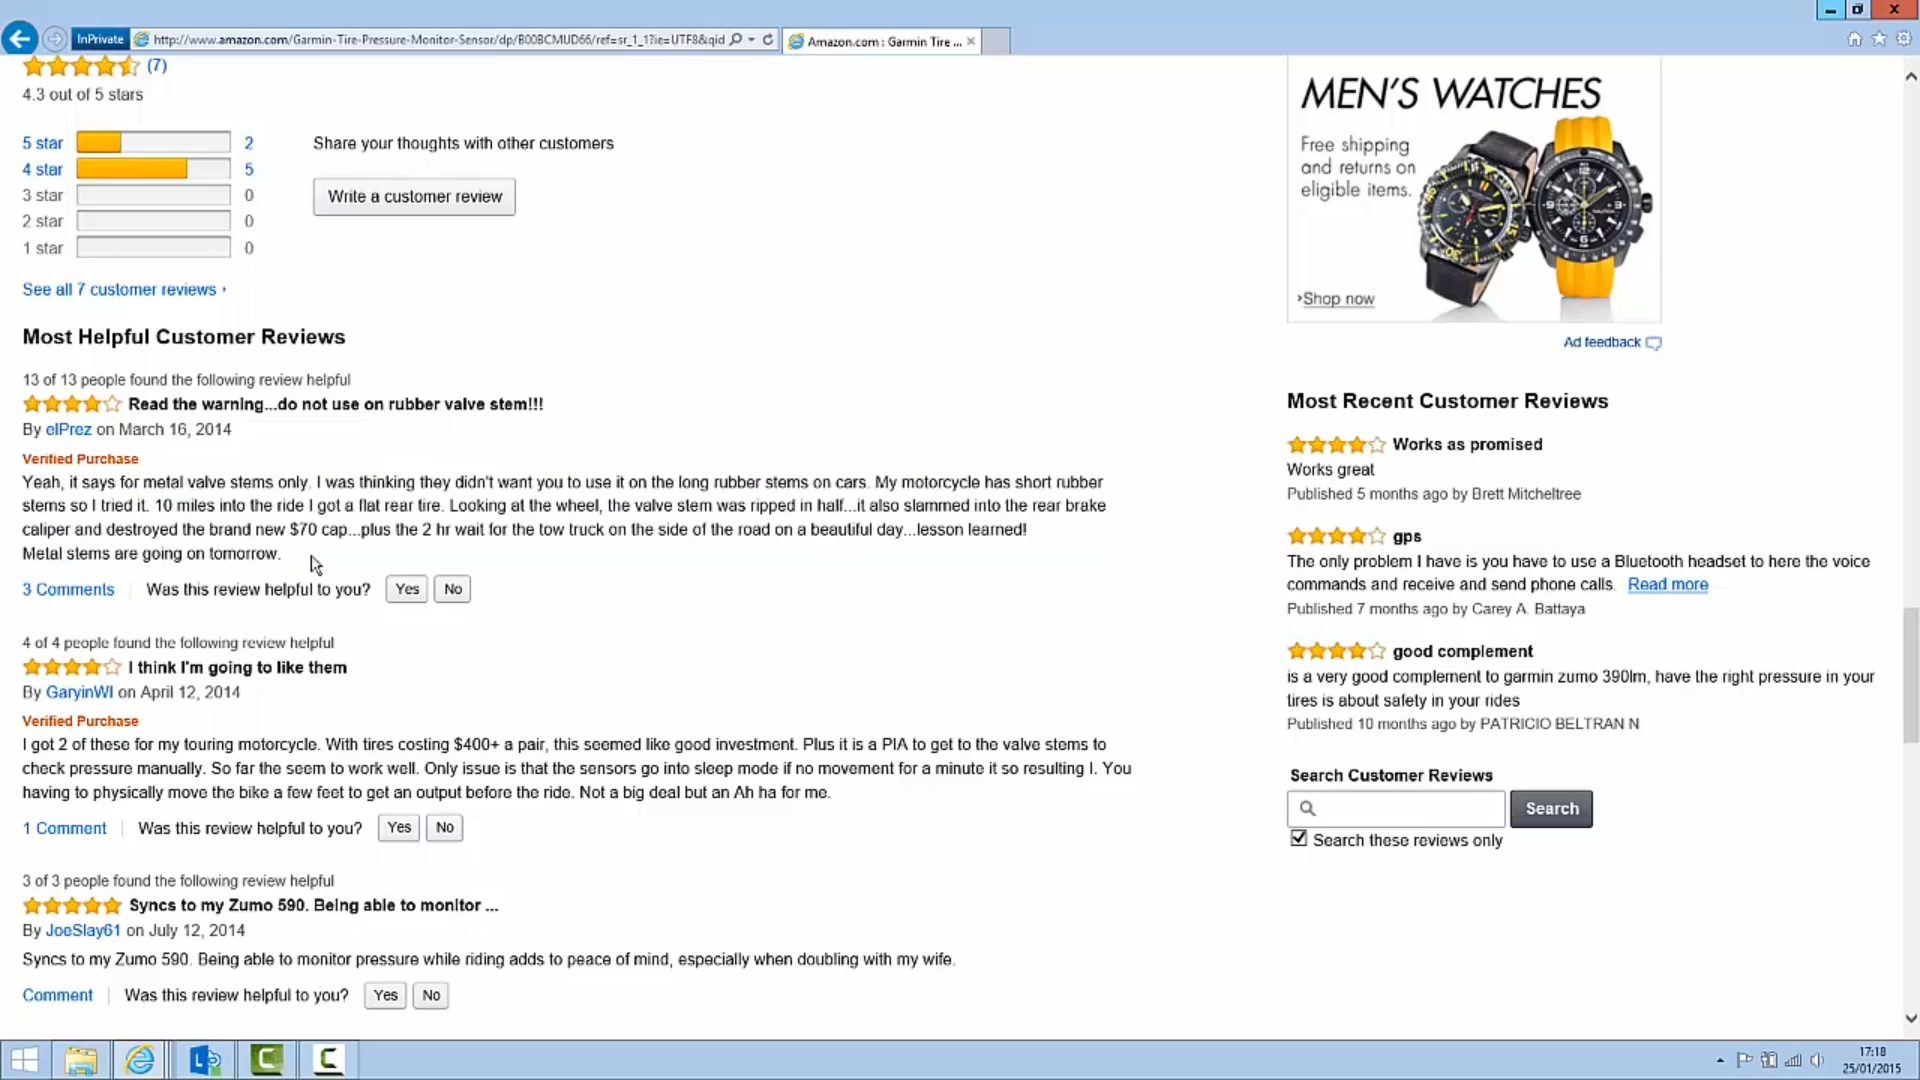 InPrivate
http://www.amazon.com/Garmin-Tire-Pressure-Monitor-Sensor/dp/B00BCMUD66/ref=sr_1_1?ie=UTF8&qid
Amazon.com : Garmin Tire ...
(7)
4.3 out of 5 stars
5 star 2
4 star 5
3 star 0
2 star 0
1 star 0
Share your thoughts with other customers
Write a customer review
See all 7 customer reviews
Most Helpful Customer Reviews
13 of 13 people found the following review helpful
Read the warning...do not use on rubber valve stem!!!
By elPrez on March 16, 2014
Verified Purchase
Yeah, it says for metal valve stems only. I was thinking they didn't want you to use it on the long rubber stems on cars. My motorcycle has short rubber
stems so I tried it. 10 miles into the ride I got a flat rear tire. Looking at the wheel, the valve stem was ripped in half...it also slammed into the rear brake
caliper and destroyed the brand new $70 cap...plus the 2 hr wait for the tow truck on the side of the road on a beautiful day...lesson learned!
Metal stems are going on tomorrow.
3 Comments Was this review helpful to you? Yes No
4 of 4 people found the following review helpful
I think I'm going to like them
By GaryinWI on April 12, 2014
Verified Purchase
I got 2 of these for my touring motorcycle. With tires costing $400+ a pair, this seemed like good investment. Plus it is a PIA to get to the valve stems to
check pressure manually. So far the seem to work well. Only issue is that the sensors go into sleep mode if no movement for a minute it so resulting I. You
having to physically move the bike a few feet to get an output before the ride. Not a big deal but an Ah ha for me.
1 Comment Was this review helpful to you? Yes No
3 of 3 people found the following review helpful
Syncs to my Zumo 590. Being able to monitor ...
By JoeSlay61 on July 12, 2014
Syncs to my Zumo 590. Being able to monitor pressure while riding adds to peace of mind, especially when doubling with my wife.
Comment Was this review helpful to you? Yes No
MEN'S WATCHES
Free shipping
and returns on
eligible items.
Shop now
Ad feedback
Most Recent Customer Reviews
Works as promised
Works great
Published 5 months ago by Brett Mitcheltree
gps
The only problem I have is you have to use a Bluetooth headset to here the voice
commands and receive and send phone calls. Read more
Published 7 months ago by Carey A. Battaya
good complement
is a very good complement to garmin zumo 390lm, have the right pressure in your
tires is about safety in your rides
Published 10 months ago by PATRICIO BELTRAN N
Search Customer Reviews
Search
Search these reviews only
17:18
25/01/2015